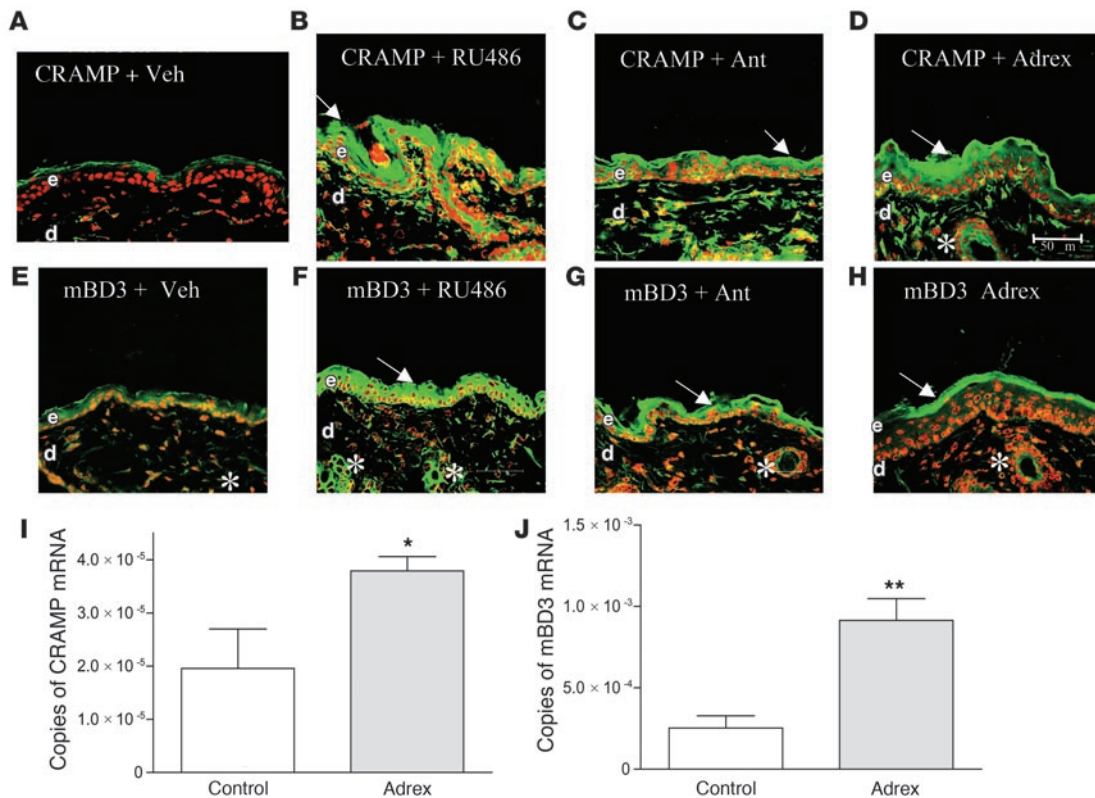 A
CRAMP + Veh
e
d
B
CRAMP + RU486
e
d
C
CRAMP + Ant
e
d
D
CRAMP + Adrex
e
d
*
50 m
E
mBD3 + Veh
e
d
*
F
mBD3 + RU486
e
d
* *
G
mBD3 + Ant
e
d
*
H
mBD3 Adrex
e
d
*
I
Copies of CRAMP mRNA
4.0 × 10⁻⁵
3.0 × 10⁻⁵
2.0 × 10⁻⁵
1.0 × 10⁻⁵
0
*
Control Adrex
J
Copies of mBD3 mRNA
1.5 × 10⁻³
1.0 × 10⁻³
5.0 × 10⁻⁴
0
**
Control Adrex